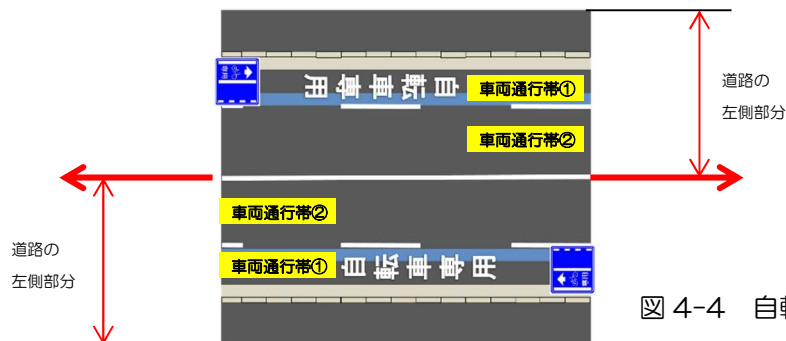 車両通行帯①
自転車専用
道路の
左側部分
車両通行帯②
車両通行帯②
道路の
左側部分
車両通行帯①
自転車専用
図 4-4 自転